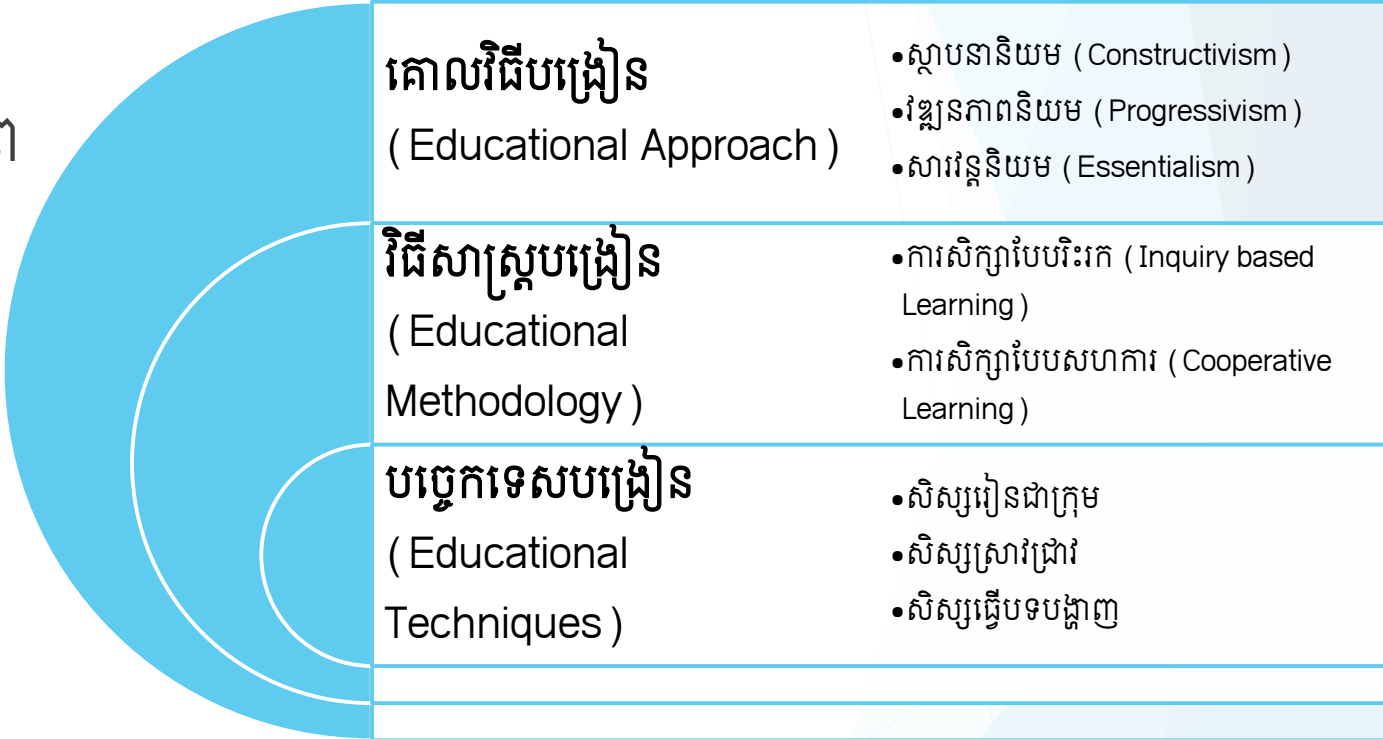 គោលវិធីបង្រៀន
( Educational Approach )
•ស្ថាបនានិយម ( Constructivism )
•វឌ្ឍនភាពនិយម ( Progressivism )
•សារវន្តនិយម ( Essentialism )
វិធីសាស្ត្របង្រៀន
( Educational
Methodology )
•ការសិក្សាបែបរិះរក ( Inquiry based
Learning )
•ការសិក្សាបែបសហការ ( Cooperative
Learning )
បច្ចេកទេសបង្រៀន
( Educational
Techniques )
•សិស្សរៀនជាក្រុម
•សិស្សស្រាវជ្រាវ
•សិស្សធ្វើបទបង្ហាញ